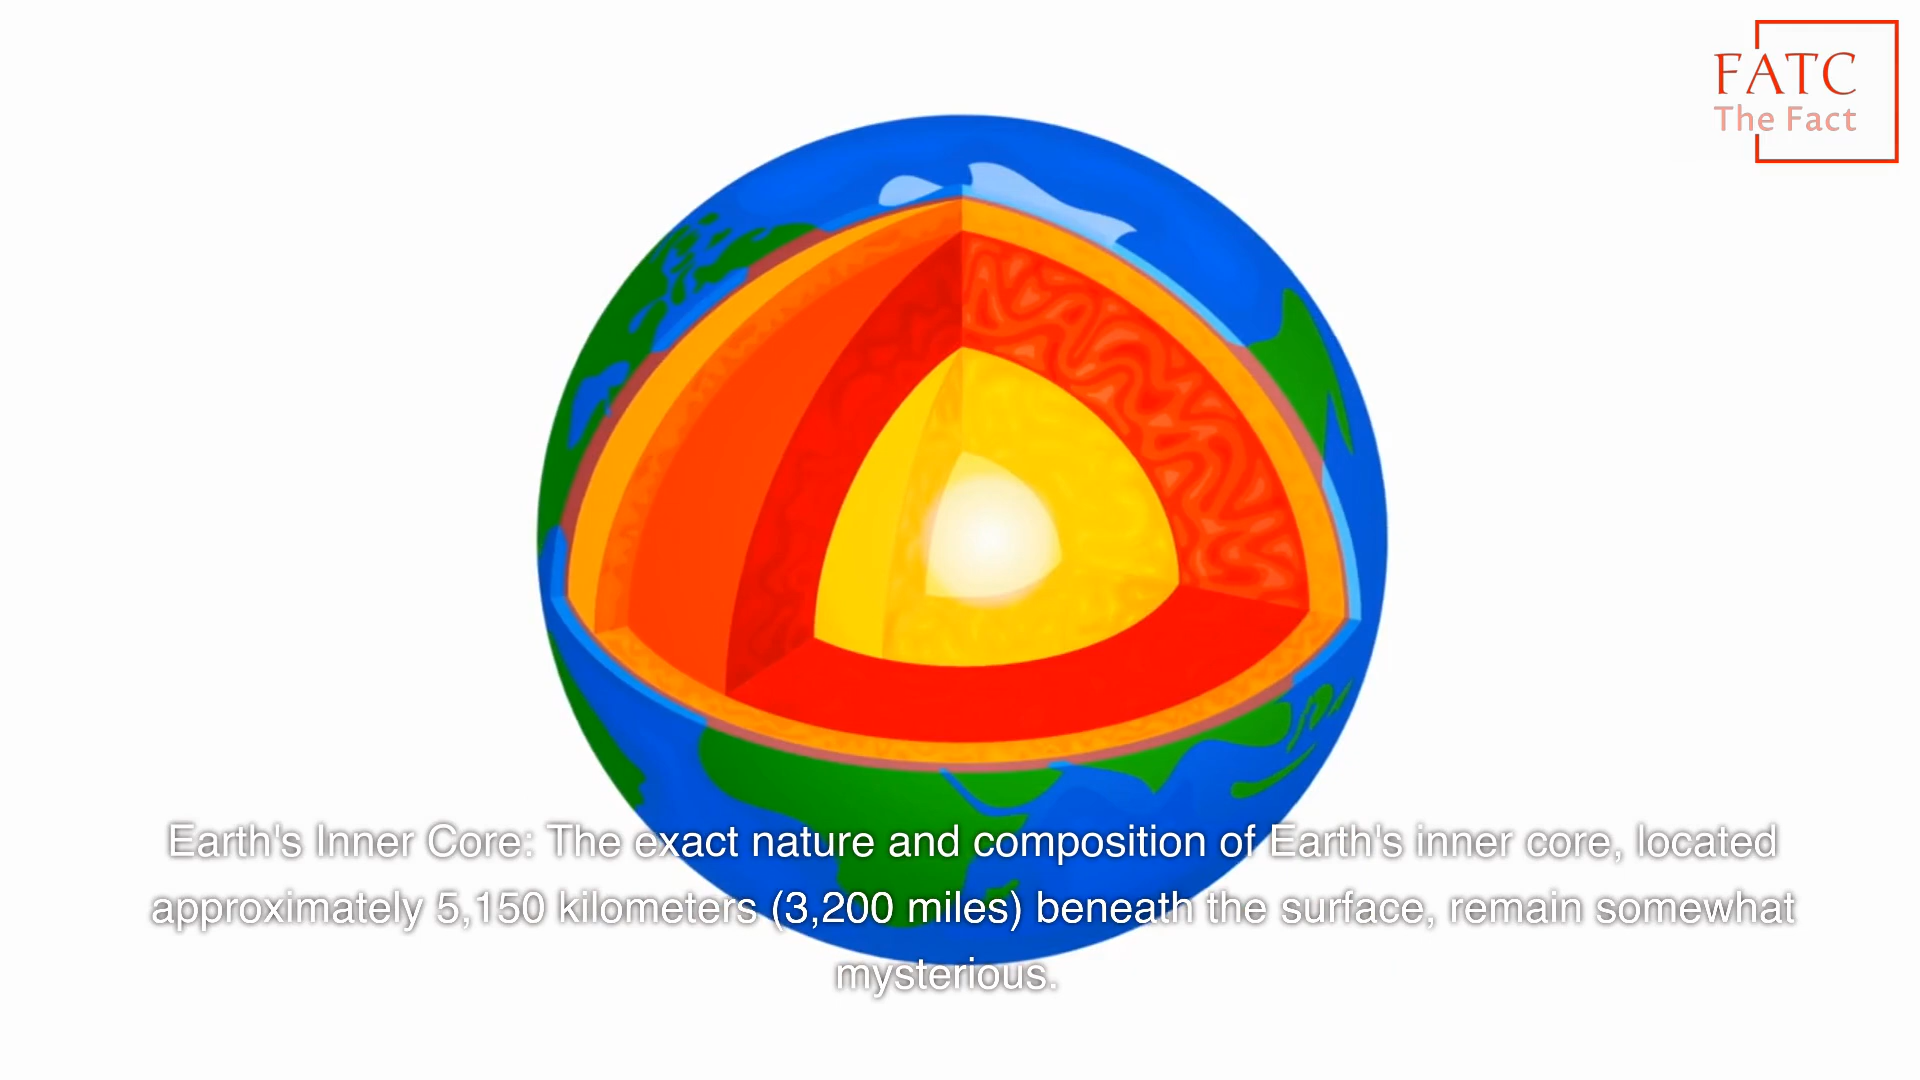 FATC
The Fact
Earth's Inner Core: The exact nature and composition of Earth's inner core, located
approximately 5,150 kilometers (3,200 miles) beneath the surface, remain somewhat
mysterious.